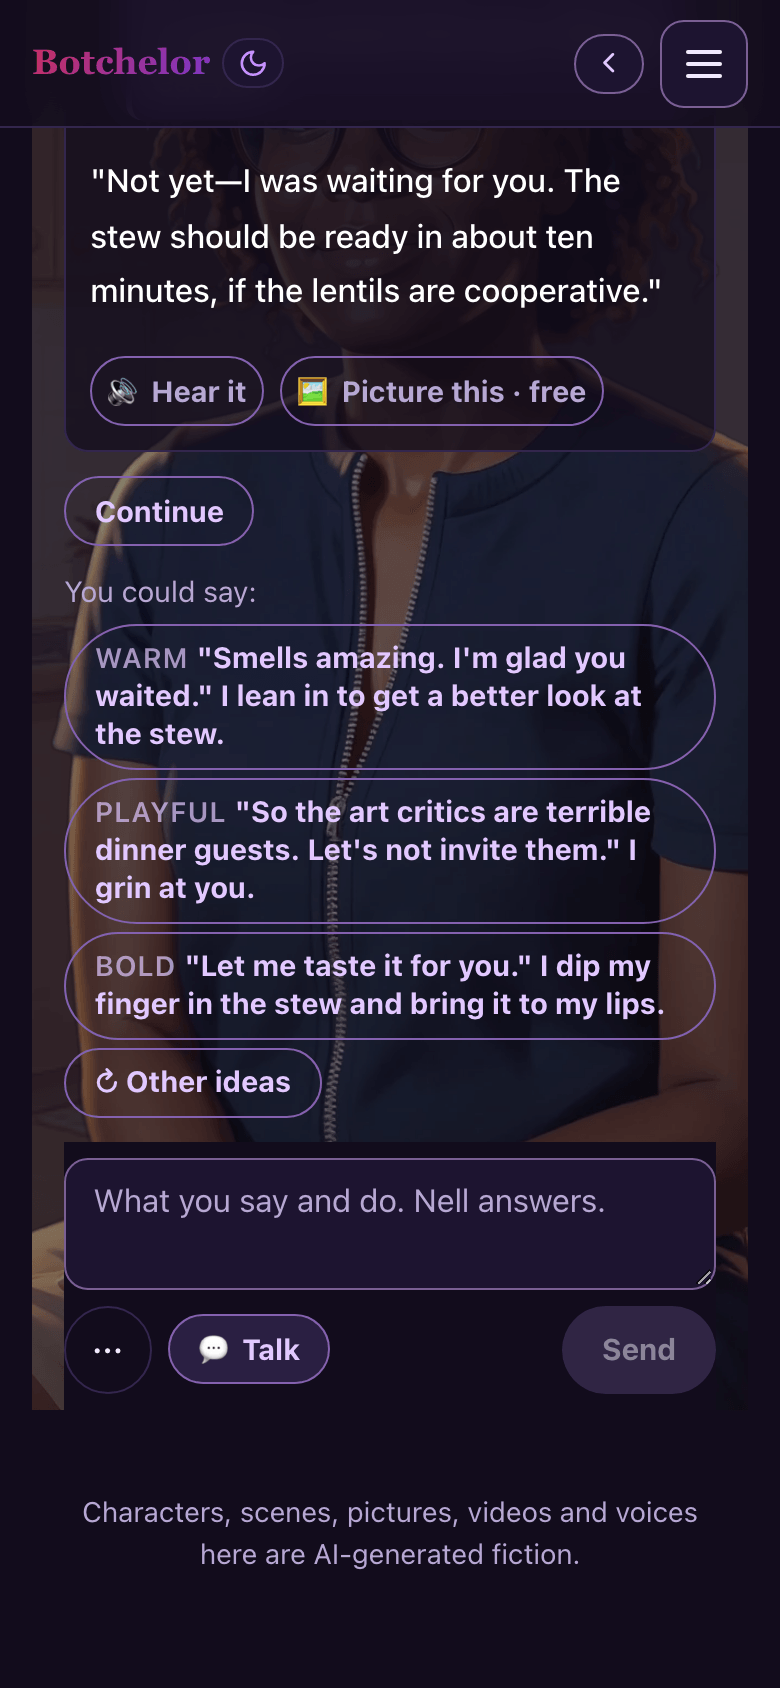 Botchelor
"Not yet—I was waiting for you. The
stew should be ready in about ten
minutes, if the lentils are cooperative."
🔊 Hear it
🖼️ Picture this · free
Continue
You could say:
WARM "Smells amazing. I'm glad you
waited." I lean in to get a better look at
the stew.
PLAYFUL "So the art critics are terrible
dinner guests. Let's not invite them." I
grin at you.
BOLD "Let me taste it for you." I dip my
finger in the stew and bring it to my lips.
↻ Other ideas
What you say and do. Nell answers.
...
💬 Talk
Send
Characters, scenes, pictures, videos and voices
here are AI-generated fiction.